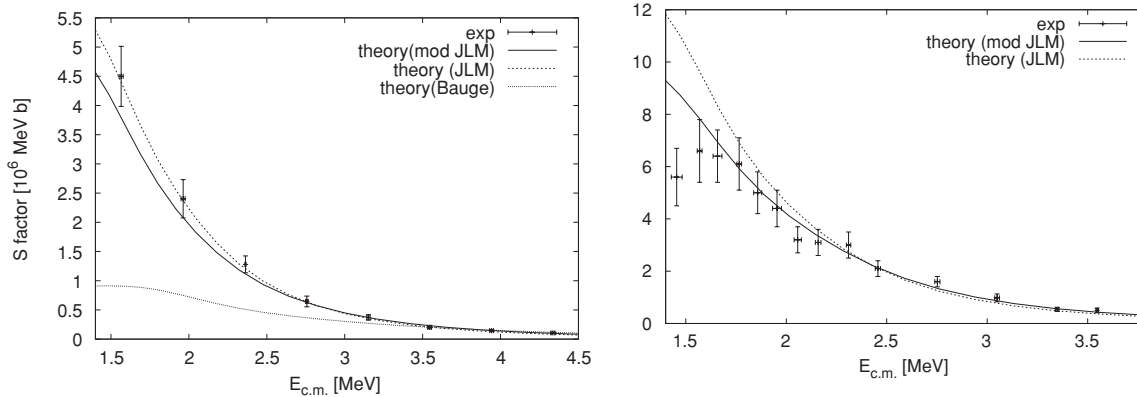 S factor [10⁶ MeV b]
5.5
5
4.5
4
3.5
3
2.5
2
1.5
1
0.5
0
1.5 2 2.5 3 3.5 4 4.5
E_c.m. [MeV]
exp
theory(mod JLM)
theory (JLM)
theory(Bauge)
12
10
8
6
4
2
0
1.5 2 2.5 3 3.5
E_c.m. [MeV]
exp
theory (mod JLM)
theory (JLM)